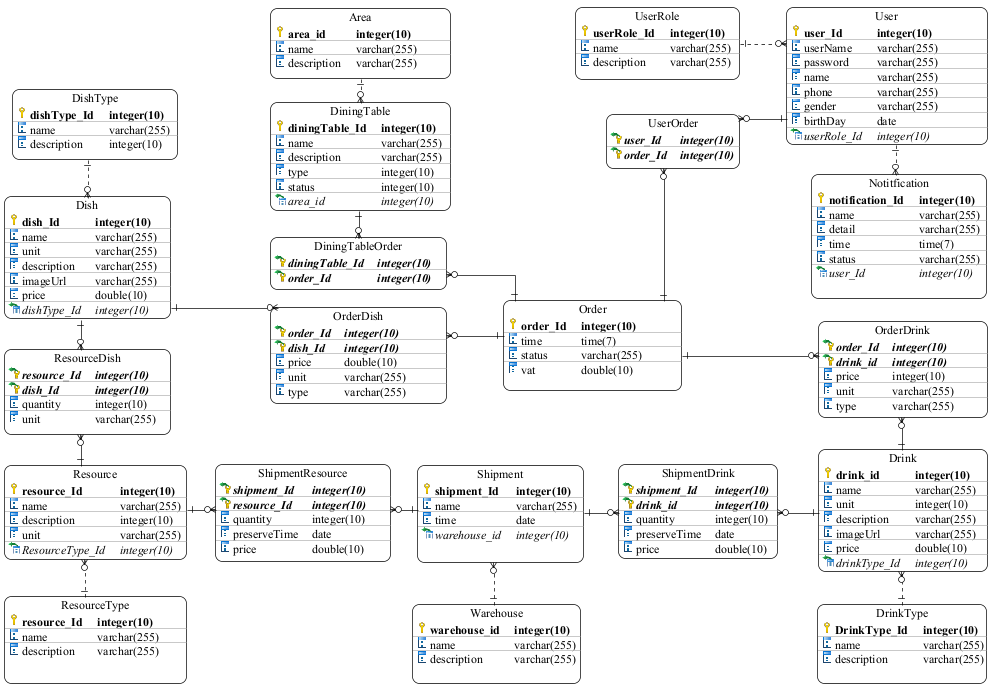 Area
area_id integer(10)
name varchar(255)
description varchar(255)
UserRole
userRole_Id integer(10)
name varchar(255)
description varchar(255)
User
user_Id integer(10)
userName varchar(255)
password varchar(255)
name varchar(255)
phone varchar(255)
gender varchar(255)
birthDay date
userRole_Id integer(10)
DishType
dishType_Id integer(10)
name varchar(255)
description integer(10)
DiningTable
diningTable_Id integer(10)
name varchar(255)
description varchar(255)
type integer(10)
status integer(10)
area_id integer(10)
UserOrder
user_Id integer(10)
order_Id integer(10)
Notitfcation
notification_Id integer(10)
name varchar(255)
detail varchar(255)
time time(7)
status varchar(255)
user_Id integer(10)
Dish
dish_Id integer(10)
name varchar(255)
unit varchar(255)
description varchar(255)
imageUrl varchar(255)
price double(10)
dishType_Id integer(10)
DiningTableOrder
diningTable_Id integer(10)
order_Id integer(10)
OrderDish
order_Id integer(10)
dish_Id integer(10)
price double(10)
unit varchar(255)
type varchar(255)
Order
order_Id integer(10)
time time(7)
status varchar(255)
vat double(10)
OrderDrink
order_Id integer(10)
drink_id integer(10)
price integer(10)
unit varchar(255)
type varchar(255)
ResourceDish
resource_Id integer(10)
dish_Id integer(10)
quantity integer(10)
unit varchar(255)
Resource
resource_Id integer(10)
name varchar(255)
description integer(10)
unit varchar(255)
ResourceType_Id integer(10)
ShipmentResource
shipment_Id integer(10)
resource_Id integer(10)
quantity integer(10)
preserveTime date
price double(10)
Shipment
shipment_Id integer(10)
name varchar(255)
time date
warehouse_id integer(10)
ShipmentDrink
shipment_Id integer(10)
drink_id integer(10)
quantity integer(10)
preserveTime date
price double(10)
Drink
drink_id integer(10)
name varchar(255)
unit integer(10)
description varchar(255)
imageUrl varchar(255)
price double(10)
drinkType_Id integer(10)
ResourceType
resource_Id integer(10)
name varchar(255)
description varchar(255)
Warehouse
warehouse_id integer(10)
name varchar(255)
description varchar(255)
DrinkType
DrinkType_Id integer(10)
name varchar(255)
description varchar(255)